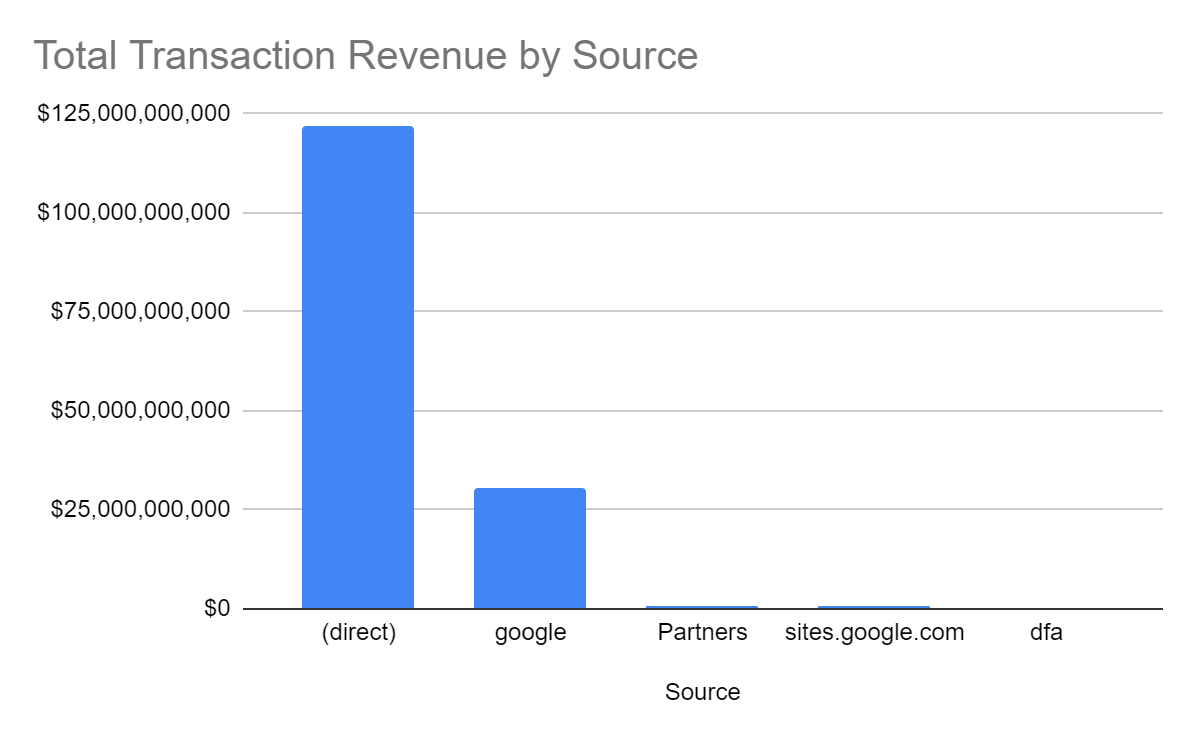 Total Transaction Revenue by Source
$125,000,000,000
$100,000,000,000
$75,000,000,000
$50,000,000,000
$25,000,000,000
$0
(direct)
google
Partners
sites.google.com
dfa
Source